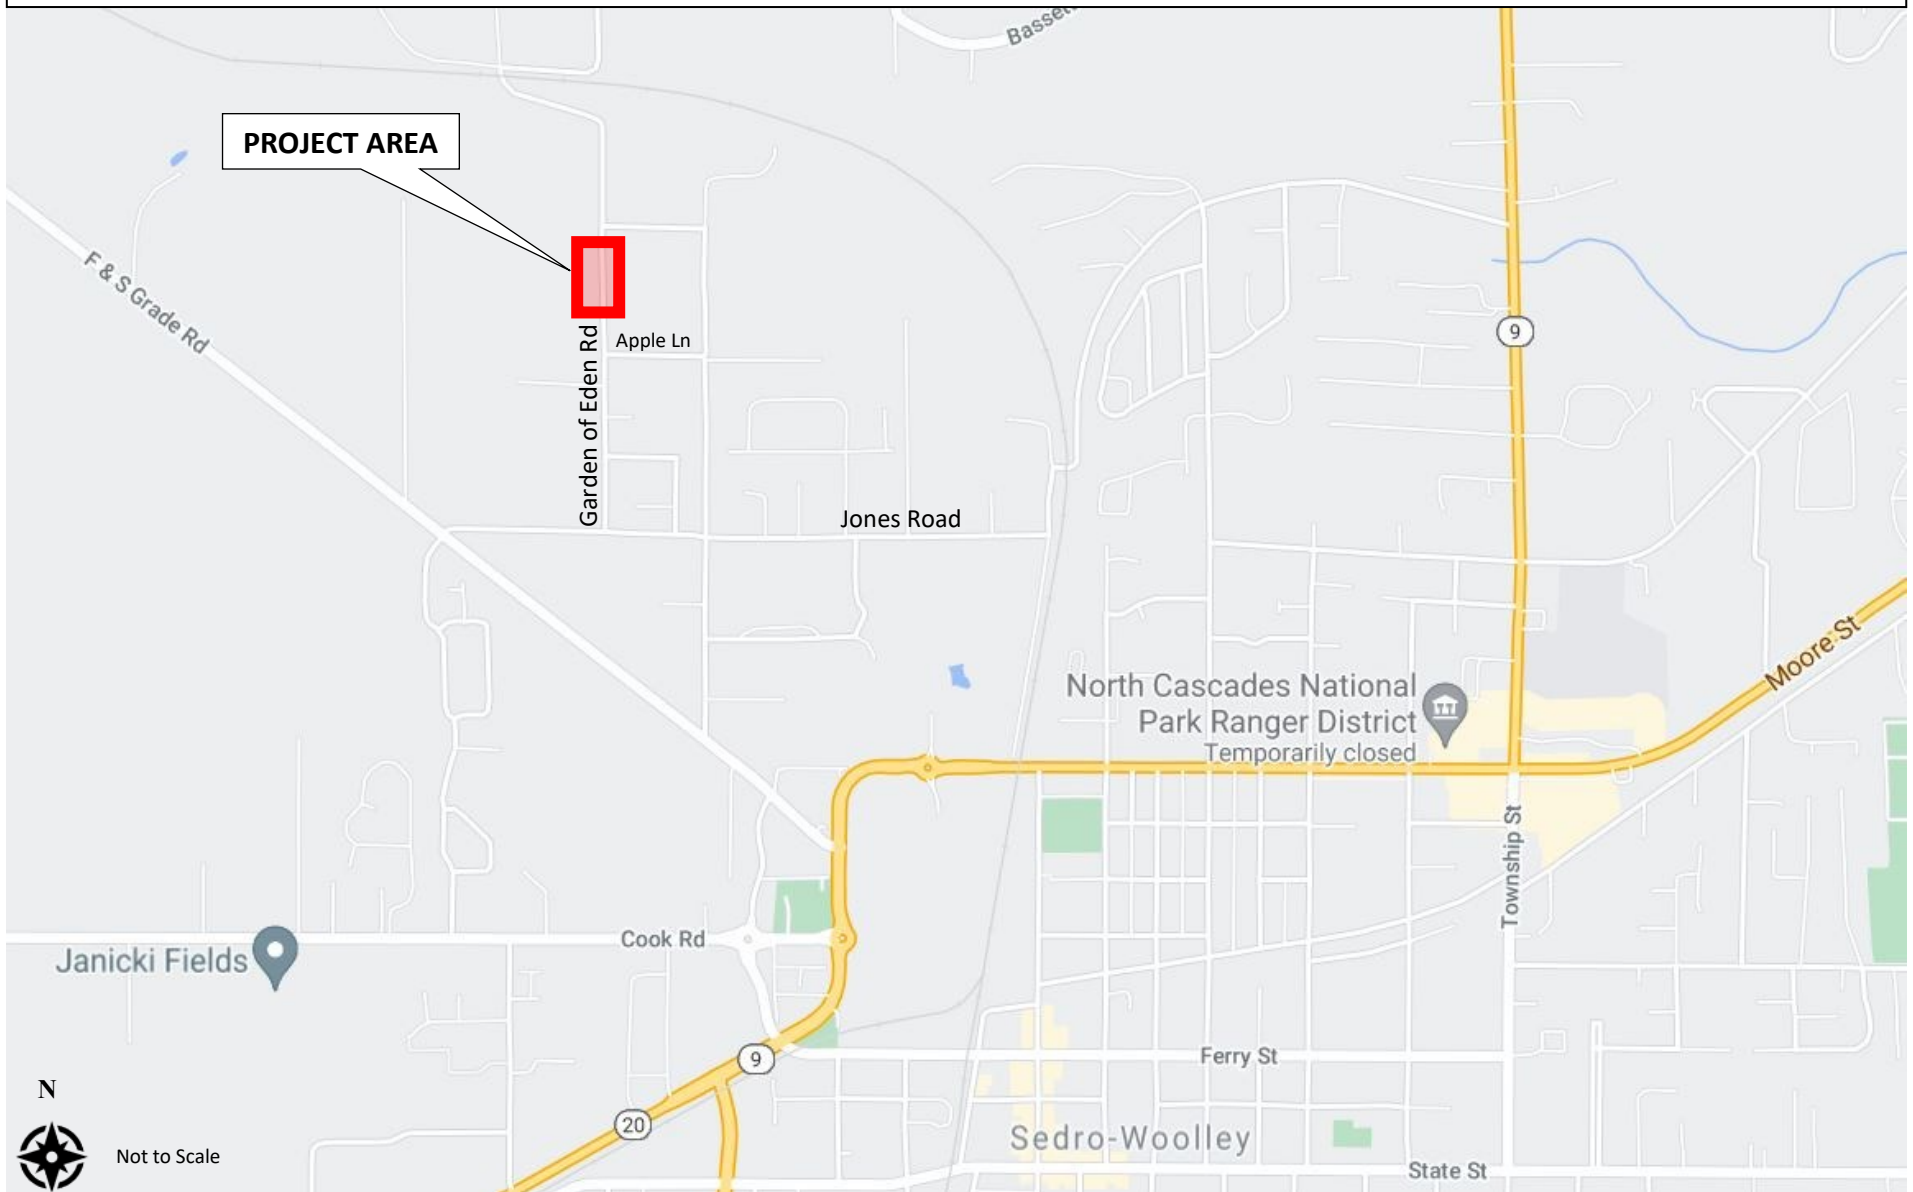 Basset
PROJECT AREA
F & S Grade Rd
9
Garden of Eden Rd
Apple Ln
Jones Road
Moore St
North Cascades National
Park Ranger District
Temporarily closed
Township St
Cook Rd
Janicki Fields
9
Ferry St
N
20
Sedro-Woolley
Not to Scale
State St